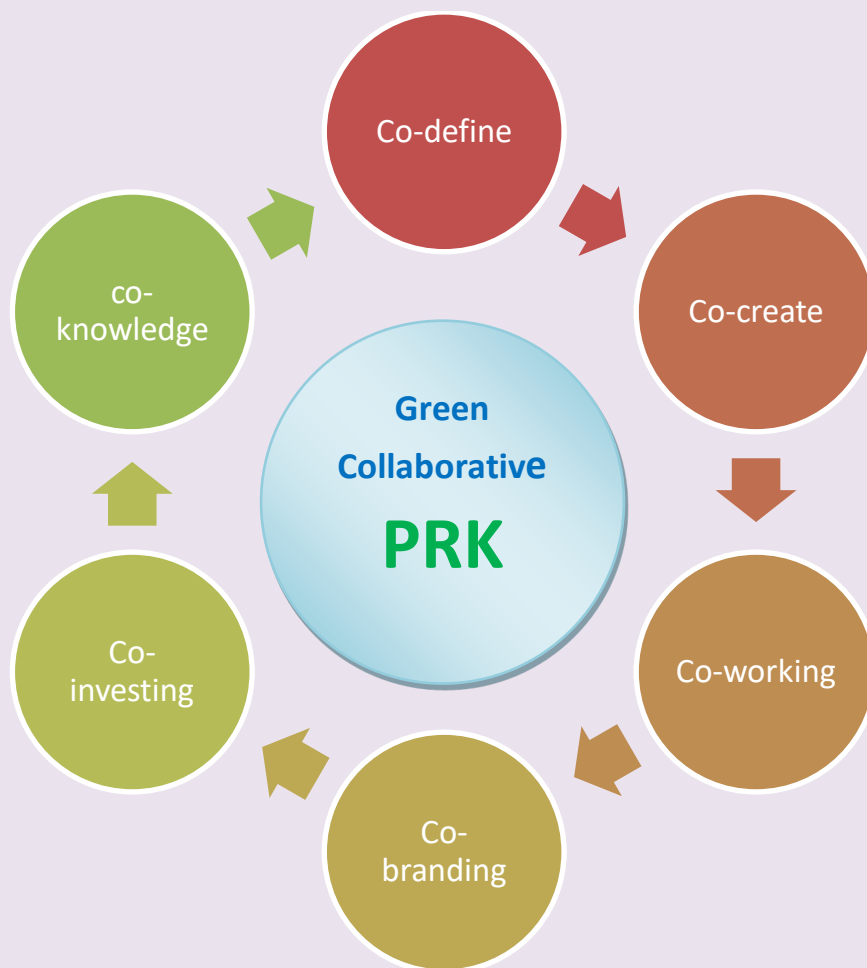 Co-define
Co-create
Co-working
Co-
branding
Co-
investing
co-
knowledge
Green
Collaborative
PRK